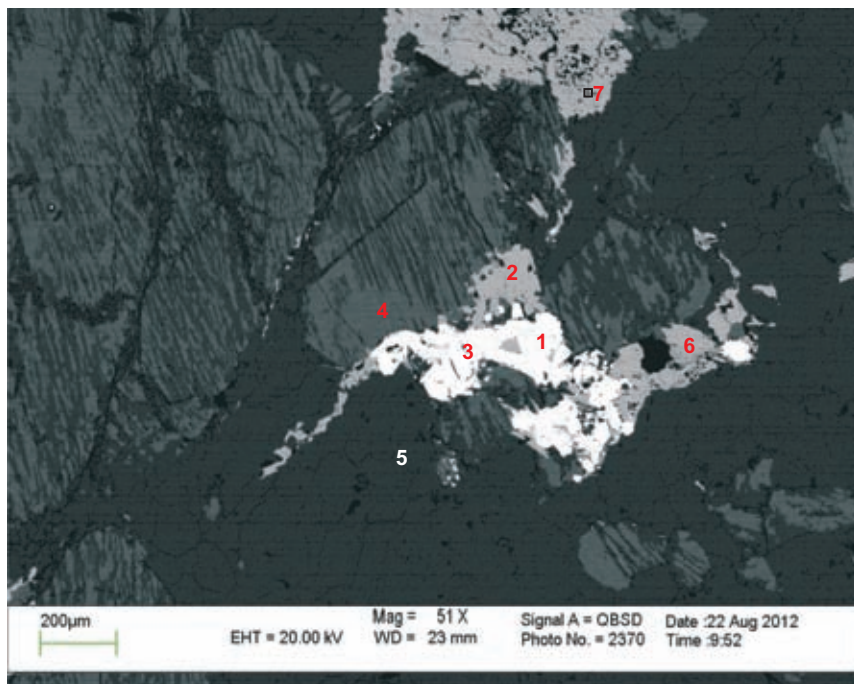 7
2
4
1
3
6
5
200µm
Mag = 51 X
EHT = 20.00 kV
WD = 23 mm
Signal A = QBSD
Photo No. = 2370
Date :22 Aug 2012
Time :9:52